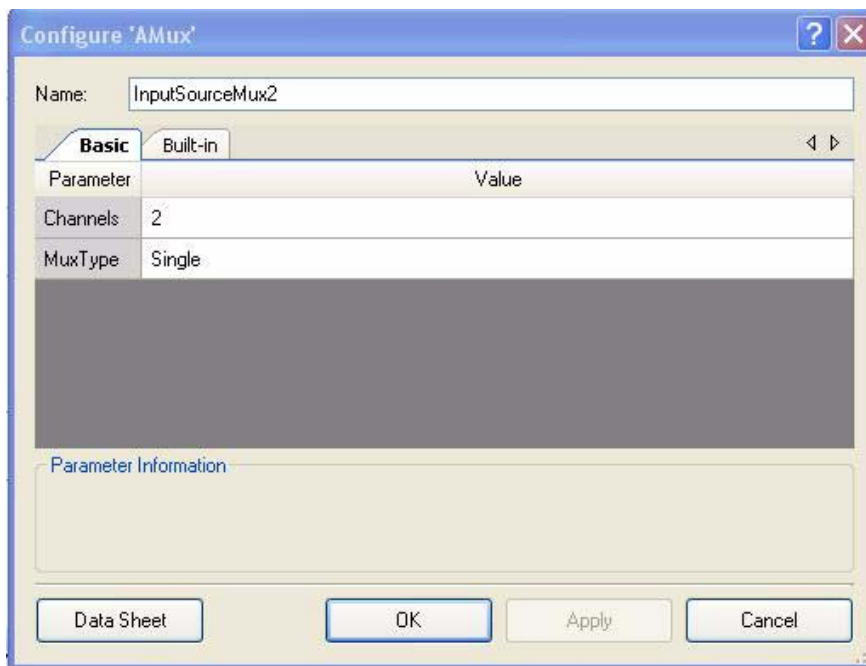 Configure 'AMux'
Name: InputSourceMux2
Basic Built-in
Parameter Value
Channels 2
MuxType Single
Parameter Information
Data Sheet OK Apply Cancel